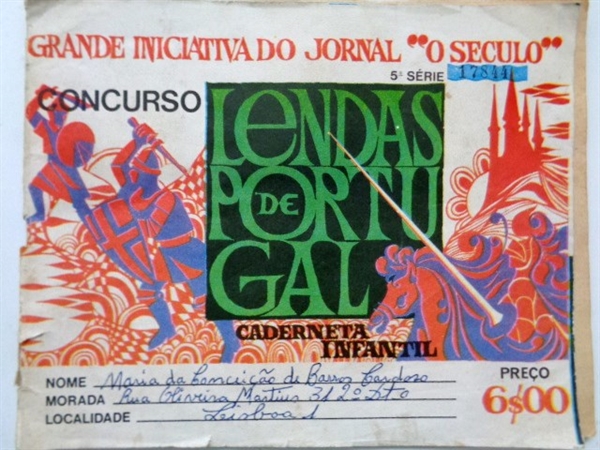 GRANDE INICIATIVA DO JORNAL ""O SECULO""
5ª SÉRIE 17844
CONCURSO
LENDAS
DE
PORTU
GAL
CADERNETA
INFANTIL
NOME Maria da Conceição de Barros Cardoso
MORADA Rua Oliveira Martins 31 2º Dto
LOCALIDADE Lisboa 1
PREÇO
6$00